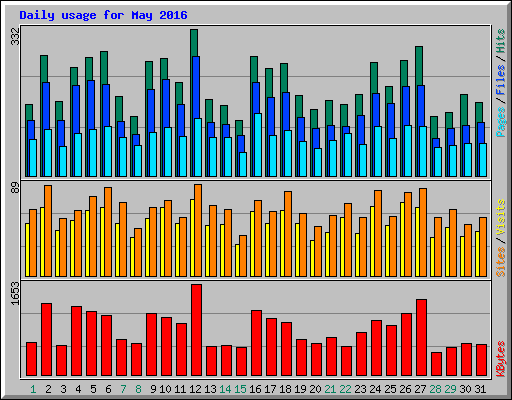 Daily usage for May 2016
332
Pages / Files / Hits
89
Sites / Visits
1653
KBytes
1 2 3 4 5 6 7 8 9 10 11 12 13 14 15 16 17 18 19 20 21 22 23 24 25 26 27 28 29 30 31